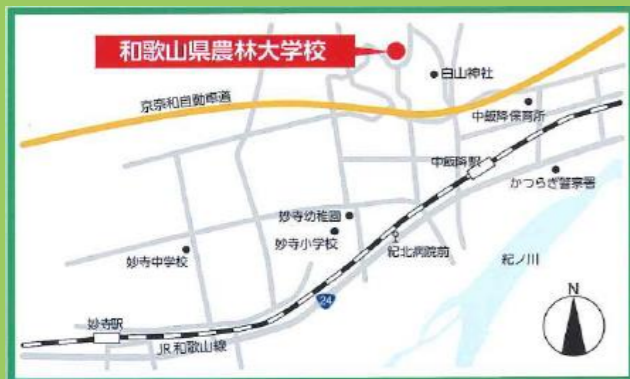 和歌山県農林大学校
白山神社
京奈和自動車道
中飯降保育所
中飯降駅
かつらぎ警察署
妙寺幼稚園
妙寺小学校
紀北病院前
妙寺中学校
紀ノ川
24
N
妙寺駅
JR和歌山線